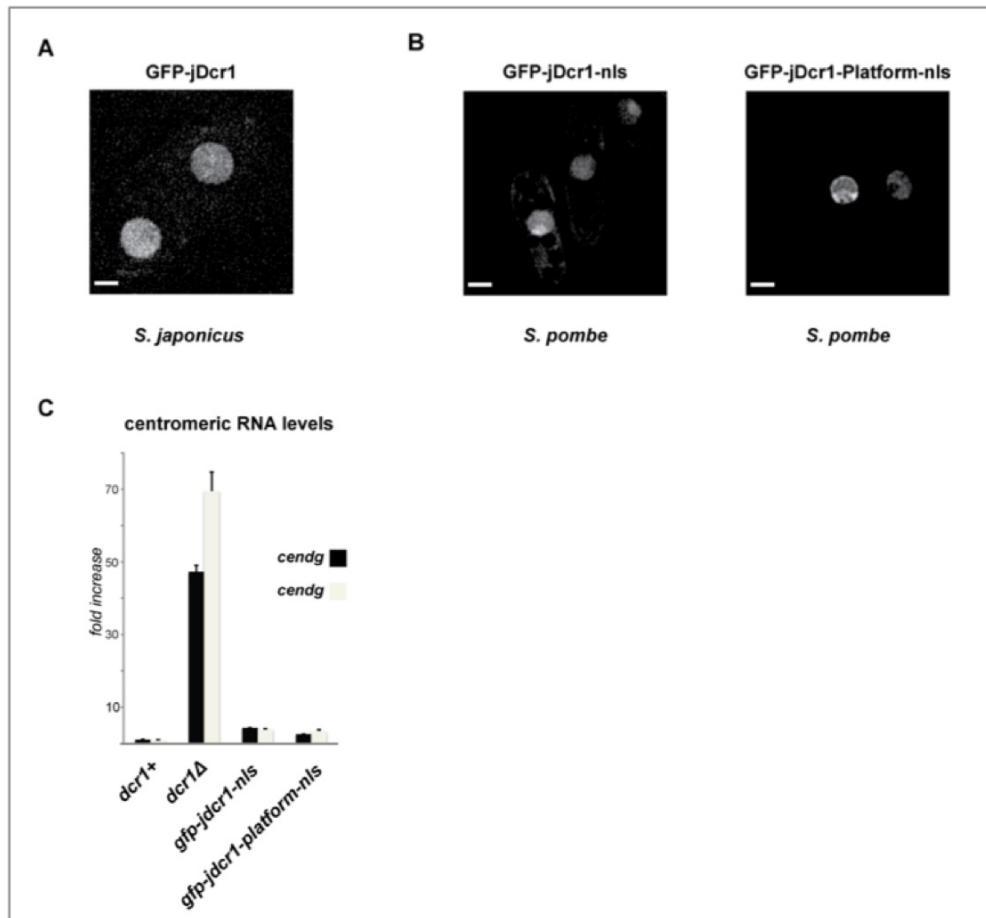 A
GFP-jDcr1
S. japonicus
B
GFP-jDcr1-nls
GFP-jDcr1-Platform-nls
S. pombe
S. pombe
C
centromeric RNA levels
fold increase
70
50
30
10
cendg
cendg
dcr1+
dcr1Δ
gfp-jdcr1-nls
gfp-jdcr1-platform-nls